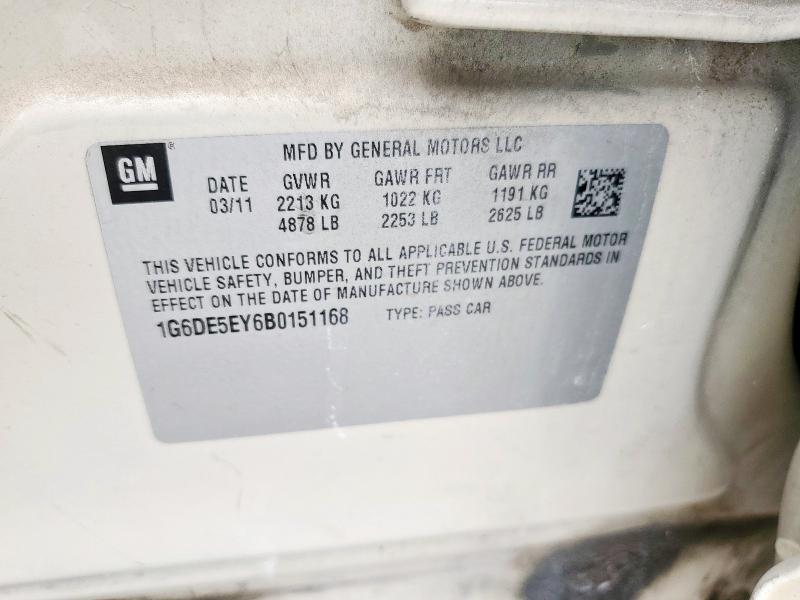 GM®
MFD BY GENERAL MOTORS LLC
DATE GVWR GAWR FRT GAWR RR
03/11 2213 KG 1022 KG 1191 KG
4878 LB 2253 LB 2625 LB
THIS VEHICLE CONFORMS TO ALL APPLICABLE U.S. FEDERAL MOTOR
VEHICLE SAFETY, BUMPER, AND THEFT PREVENTION STANDARDS IN
EFFECT ON THE DATE OF MANUFACTURE SHOWN ABOVE.
1G6DE5EY6B0151168 TYPE: PASS CAR